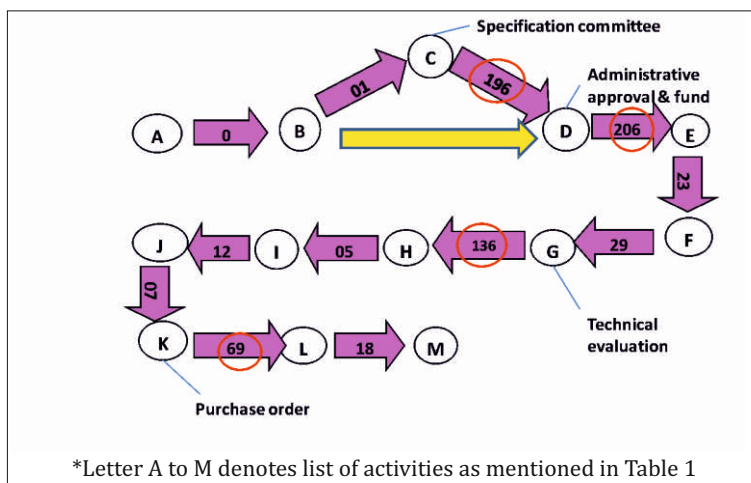 Specification committee
C
01
196
Administrative
approval & fund
A
0
B
D
206
E
23
J
12
I
05
H
136
G
29
F
07
Technical
evaluation
K
69
L
18
M
Purchase order
*Letter A to M denotes list of activities as mentioned in Table 1